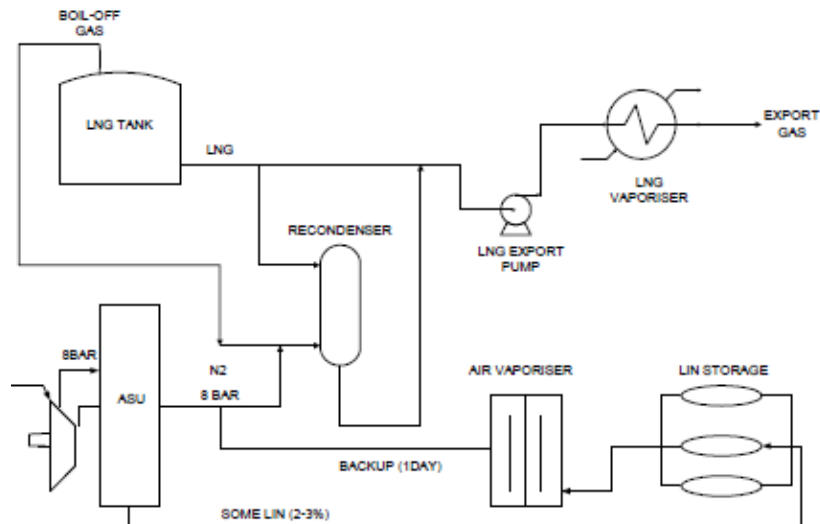 BOIL-OFF
GAS
LNG TANK
LNG
EXPORT
GAS
LNG
VAPORISER
RECONDENSER
LNG EXPORT
PUMP
8BAR
N2
8 BAR
ASU
AIR VAPORISER
LIN STORAGE
BACKUP (1DAY)
SOME LIN (2-3%)